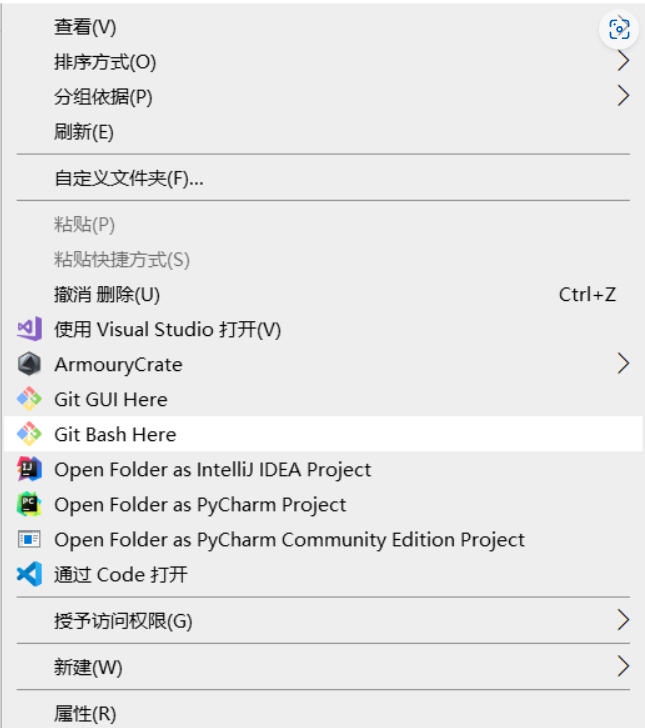 查看(V)
排序方式(O)
分组依据(P)
刷新(E)
自定义文件夹(F)...
粘贴(P)
粘贴快捷方式(S)
撤消 删除(U) Ctrl+Z
使用 Visual Studio 打开(V)
ArmouryCrate
Git GUI Here
Git Bash Here
Open Folder as IntelliJ IDEA Project
Open Folder as PyCharm Project
Open Folder as PyCharm Community Edition Project
通过 Code 打开
授予访问权限(G)
新建(W)
属性(R)